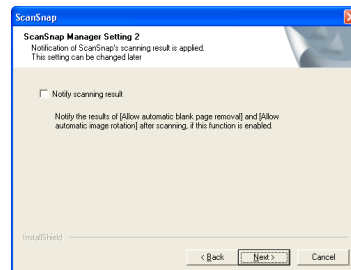 ScanSnap
ScanSnap Manager Setting 2
Notification of ScanSnap's scanning result is applied.
This setting can be changed later
Notify scanning result
Notify the results of [Allow automatic blank page removal] and [Allow
automatic image rotation] after scanning, if this function is enabled.
InstallShield
< Back
Next >
Cancel